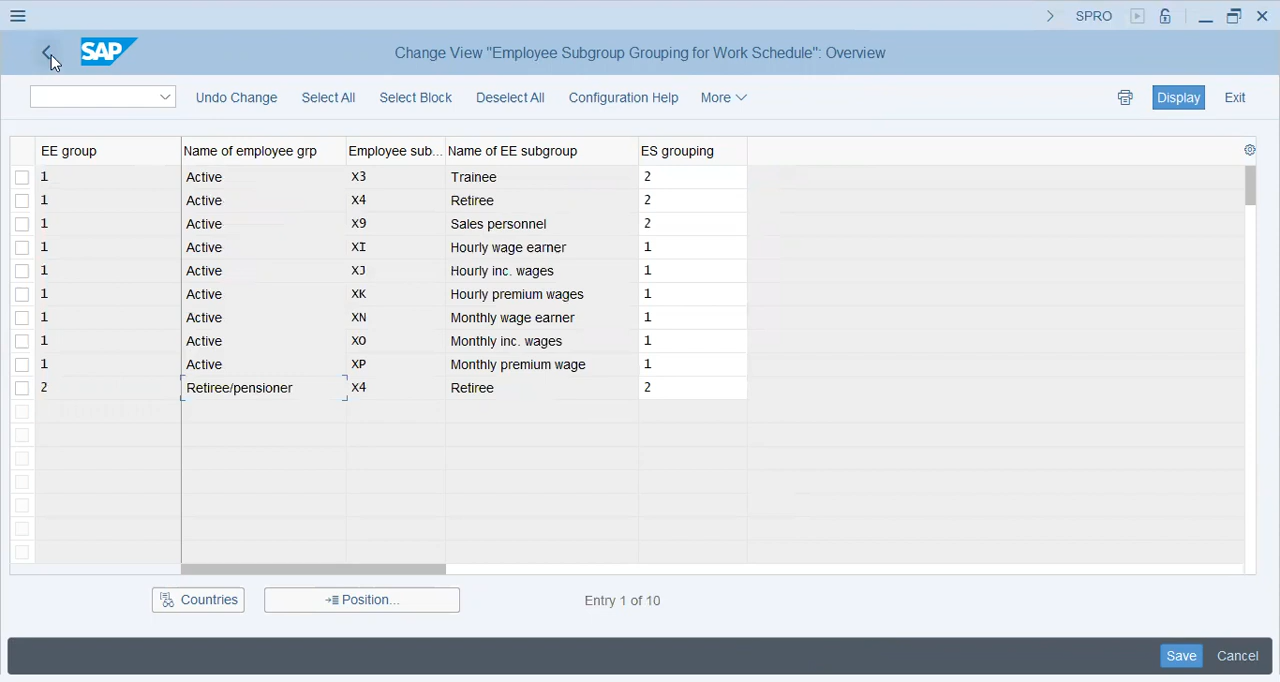 SPRO
SAP
Change View "Employee Subgroup Grouping for Work Schedule": Overview
Undo Change Select All Select Block Deselect All Configuration Help More Display Exit
EE group Name of employee grp Employee sub... Name of EE subgroup ES grouping
1 Active X3 Trainee 2
1 Active X4 Retiree 2
1 Active X9 Sales personnel 2
1 Active XI Hourly wage earner 1
1 Active XJ Hourly inc. wages 1
1 Active XK Hourly premium wages 1
1 Active XN Monthly wage earner 1
1 Active XO Monthly inc. wages 1
1 Active XP Monthly premium wage 1
2 Retiree/pensioner X4 Retiree 2
Countries Position... Entry 1 of 10
Save Cancel